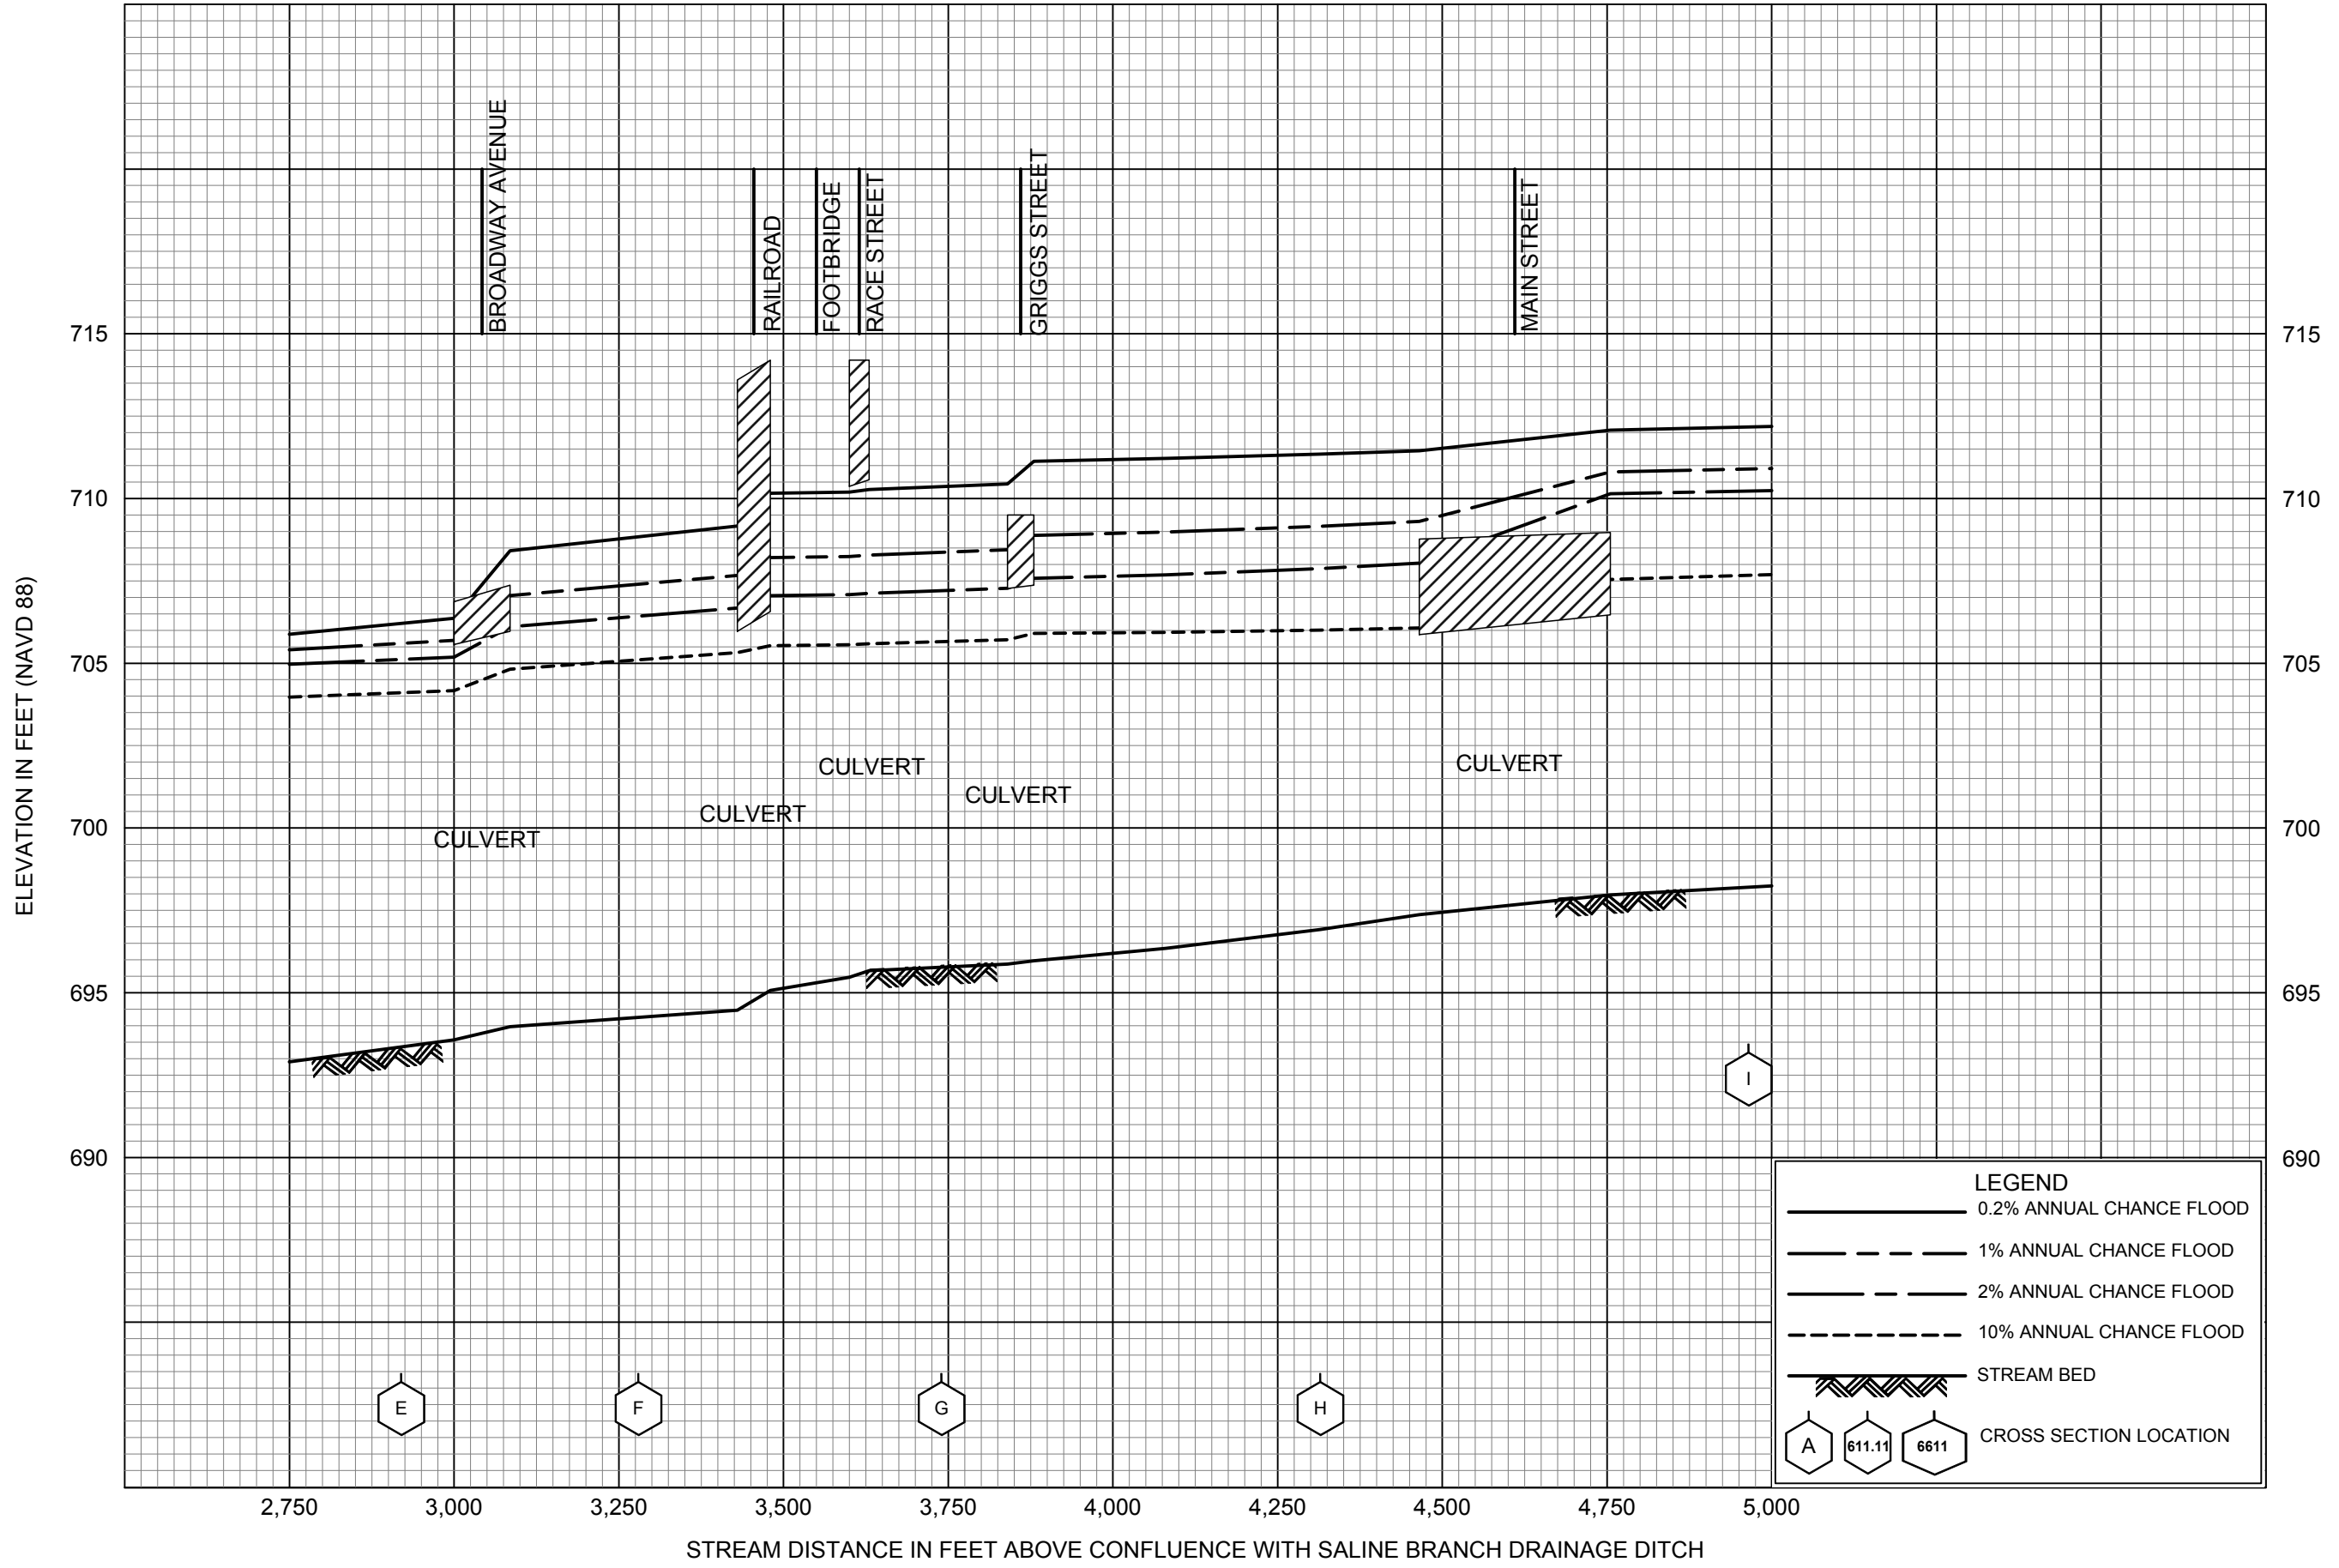 BROADWAY AVENUE
RAILROAD
FOOTBRIDGE
RACE STREET
GRIGGS STREET
MAIN STREET
715
715
710
710
705
705
700
700
695
695
690
690
ELEVATION IN FEET (NAVD 88)
CULVERT
CULVERT
CULVERT
CULVERT
CULVERT
I
E
F
G
H
LEGEND
0.2% ANNUAL CHANCE FLOOD
1% ANNUAL CHANCE FLOOD
2% ANNUAL CHANCE FLOOD
10% ANNUAL CHANCE FLOOD
STREAM BED
A 611.11 6611 CROSS SECTION LOCATION
2,750 3,000 3,250 3,500 3,750 4,000 4,250 4,500 4,750 5,000
STREAM DISTANCE IN FEET ABOVE CONFLUENCE WITH SALINE BRANCH DRAINAGE DITCH